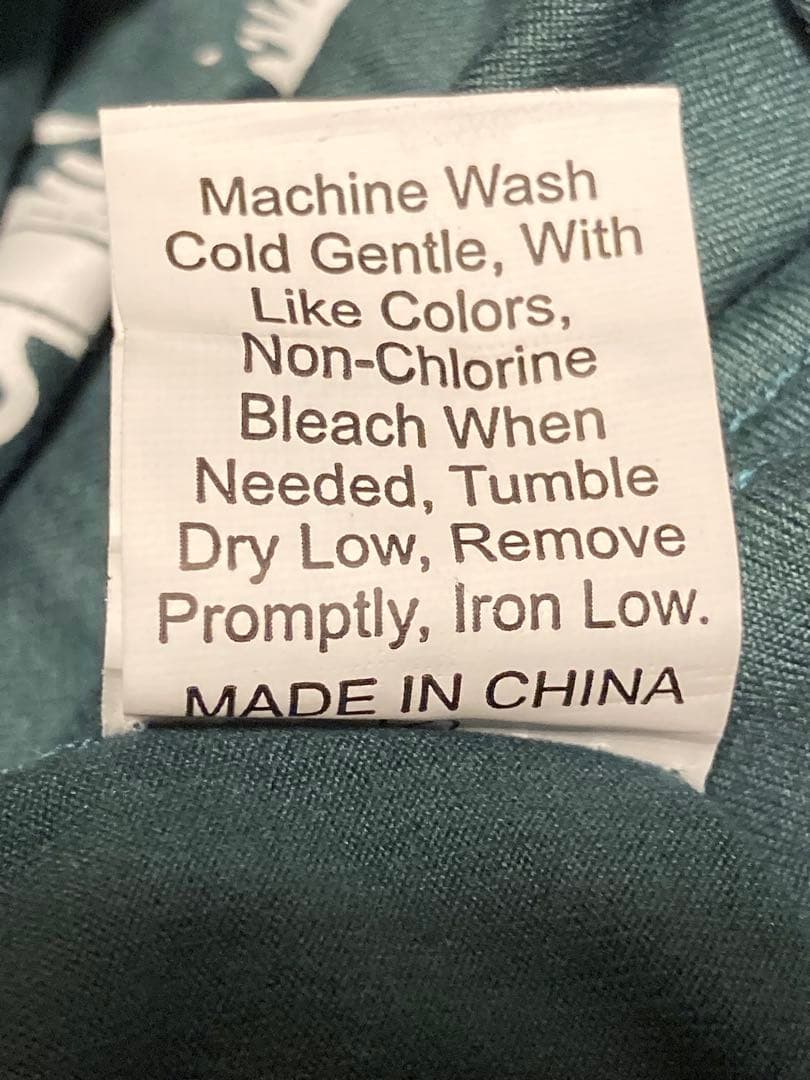 Machine Wash
Cold Gentle, With
Like Colors,
Non-Chlorine
Bleach When
Needed, Tumble
Dry Low, Remove
Promptly, Iron Low.
MADE IN CHINA